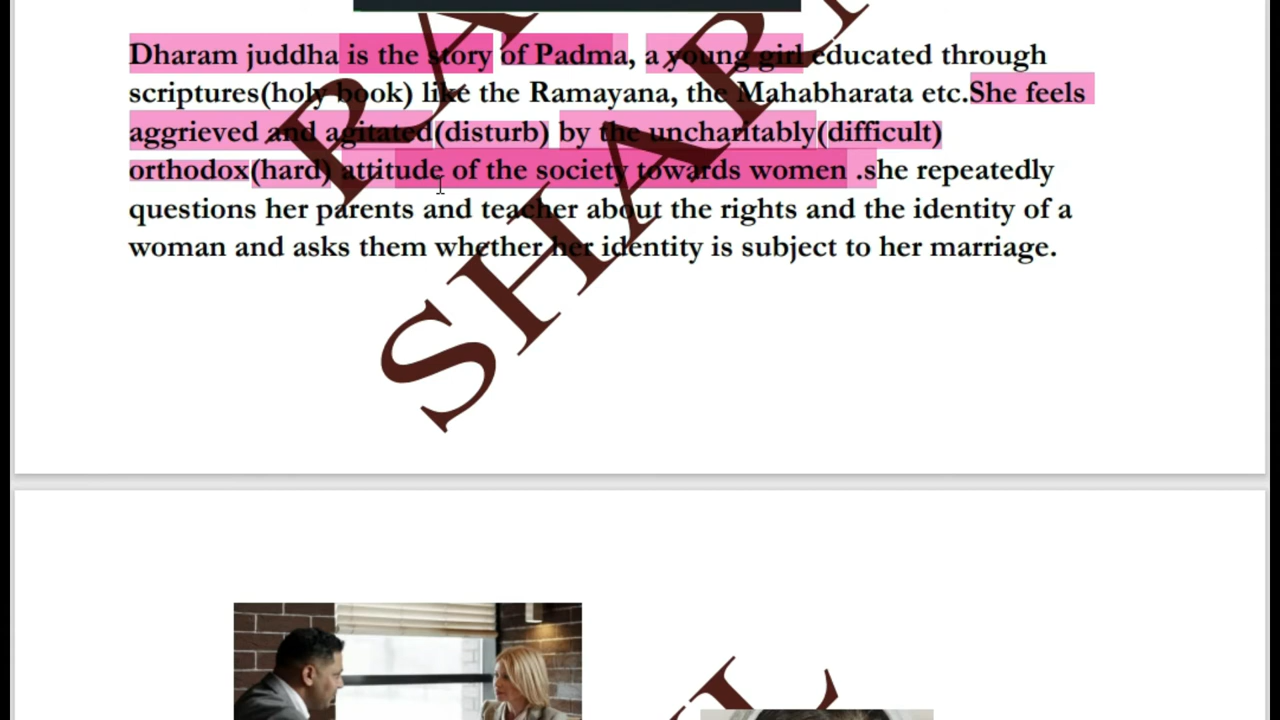 Dharam juddha is the story of Padma, a young girl educated through
scriptures(holy book) like the Ramayana, the Mahabharata etc.She feels
aggrieved and agitated(disturb) by the uncharitably(difficult)
orthodox(hard) attitude of the society towards women .she repeatedly
questions her parents and teacher about the rights and the identity of a
woman and asks them whether her identity is subject to her marriage.